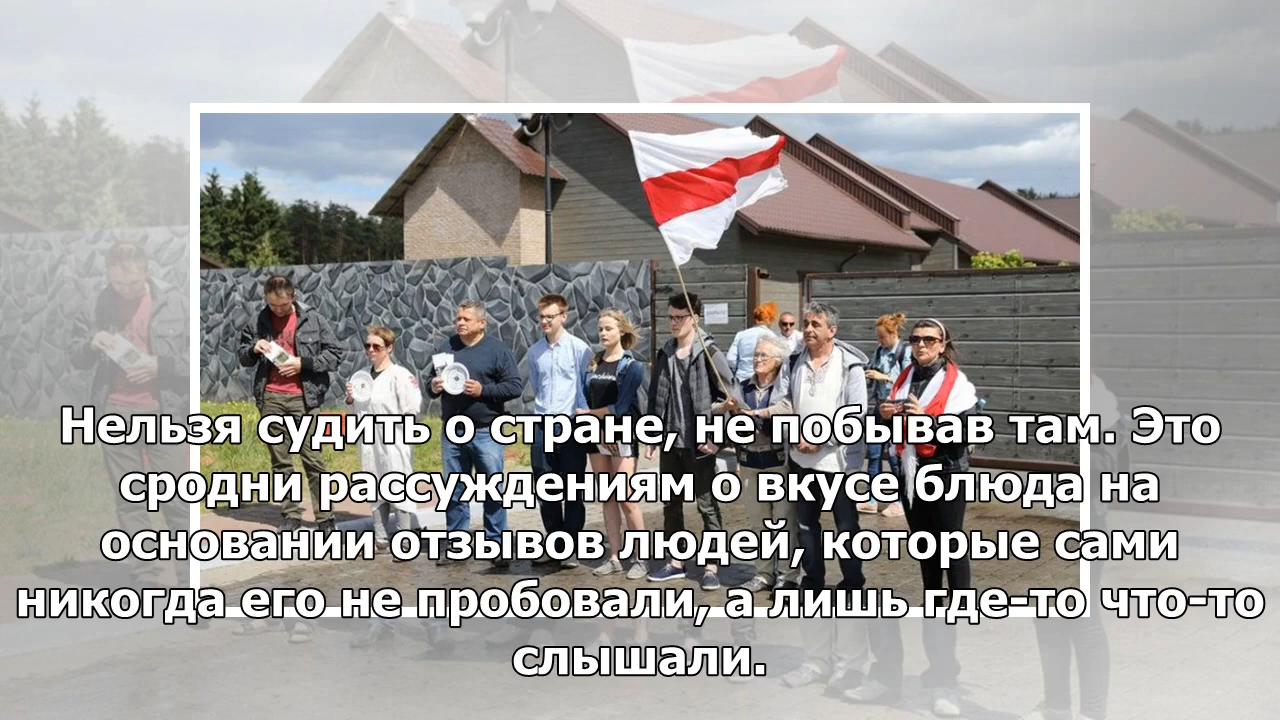 Нельзя судить о стране, не побывав там. Это
сродни рассуждениям о вкусе блюда на
основании отзывов людей, которые сами
никогда его не пробовали, а лишь где-то что-то
слышали.